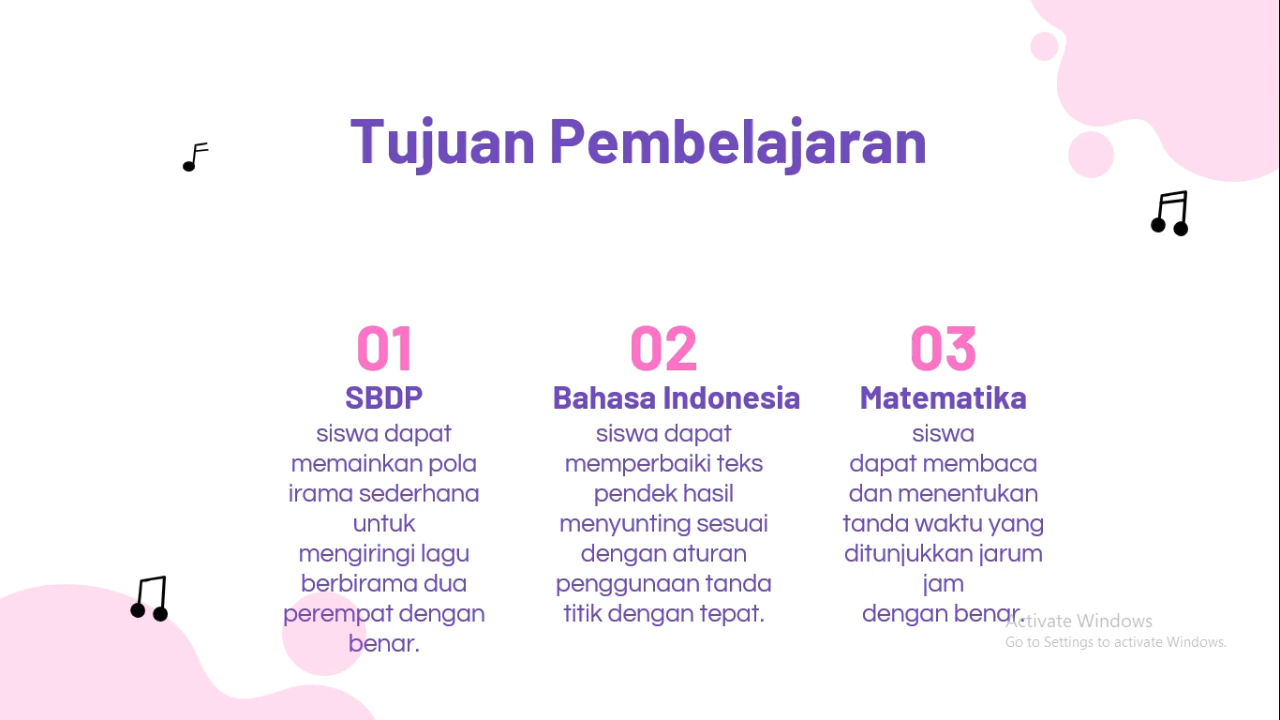 Tujuan Pembelajaran
01
SBDP
siswa dapat
memainkan pola
irama sederhana
untuk
mengiringi lagu
berbirama dua
perempat dengan
benar.
02
Bahasa Indonesia
siswa dapat
memperbaiki teks
pendek hasil
menyunting sesuai
dengan aturan
penggunaan tanda
titik dengan tepat.
03
Matematika
siswa
dapat membaca
dan menentukan
tanda waktu yang
ditunjukkan jarum
jam
dengan benar.
Activate Windows
Go to Settings to activate Windows.